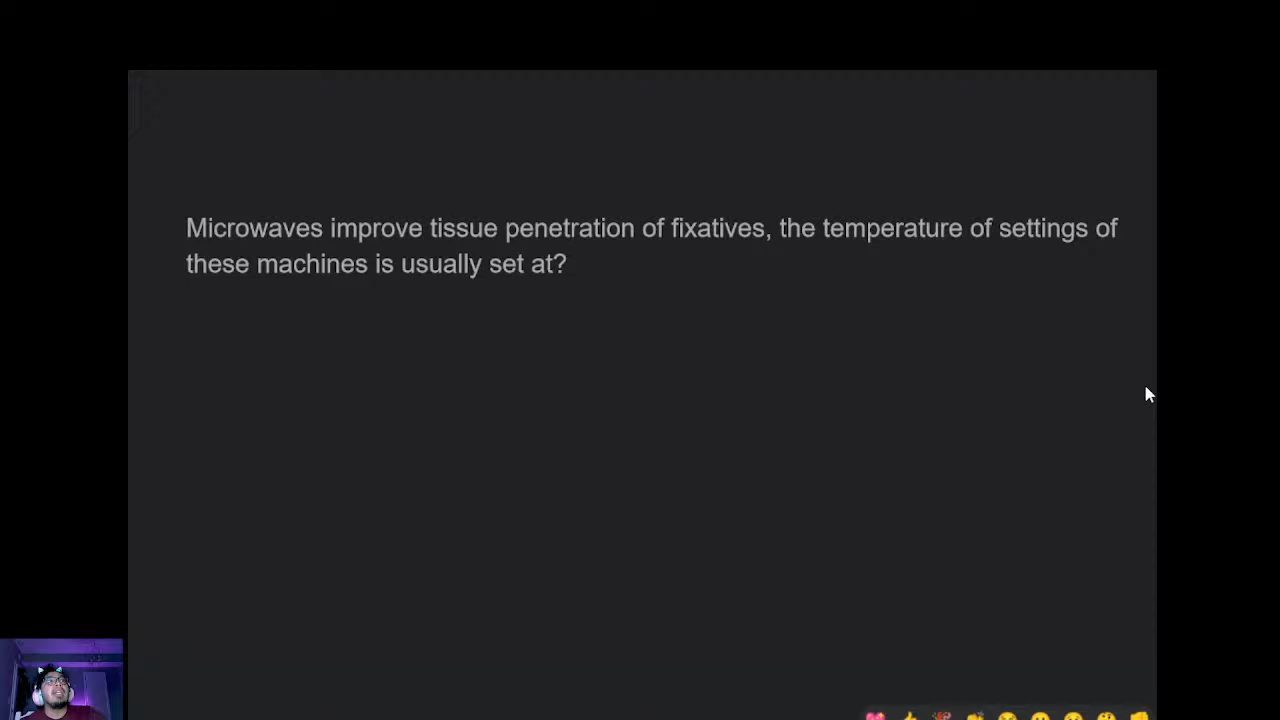 Microwaves improve tissue penetration of fixatives, the temperature of settings of
these machines is usually set at?